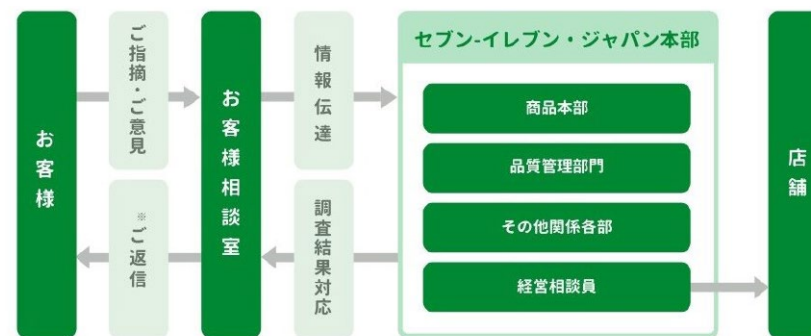 お客様
ご指摘・ご意見
※ご返信
お客様相談室
情報伝達
調査結果対応
セブン-イレブン・ジャパン本部
商品本部
品質管理部門
その他関係各部
経営相談員
店舗